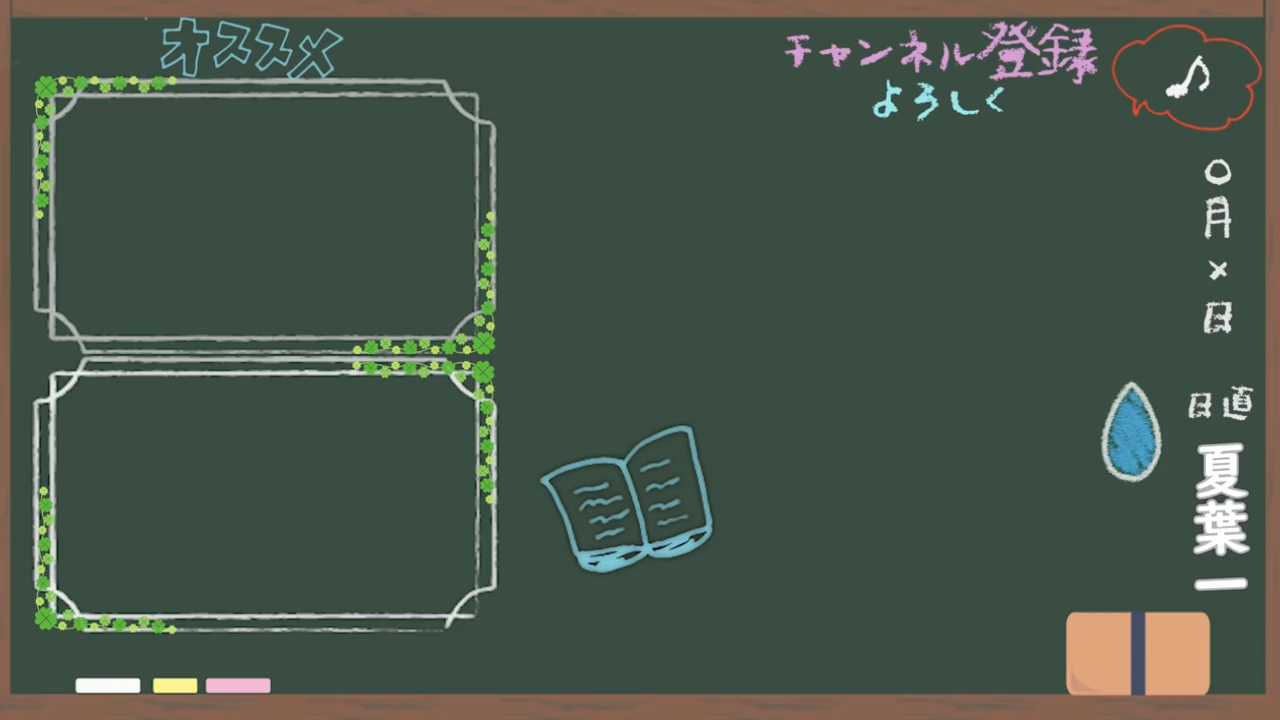 オススメ
チャンネル登録
よろしく
♪
〇月×日
日直
夏葉一